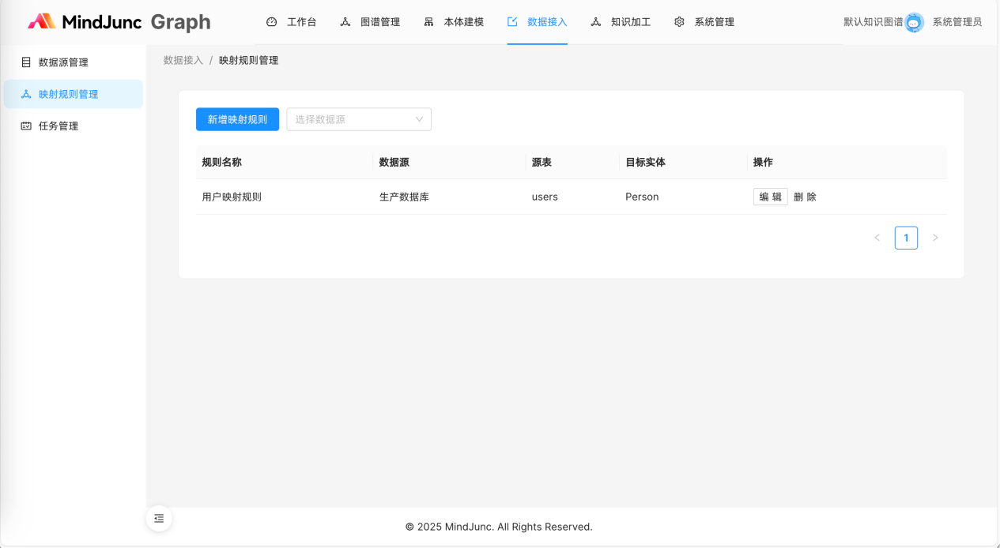 MindJunc Graph 工作台 图谱管理 本体建模 数据接入 知识加工 系统管理 默认知识图谱 系统管理员
数据源管理
映射规则管理
任务管理
数据接入 / 映射规则管理
新增映射规则 选择数据源
规则名称 数据源 源表 目标实体 操作
用户映射规则 生产数据库 users Person 编 辑 删 除
< 1 >
© 2025 MindJunc. All Rights Reserved.